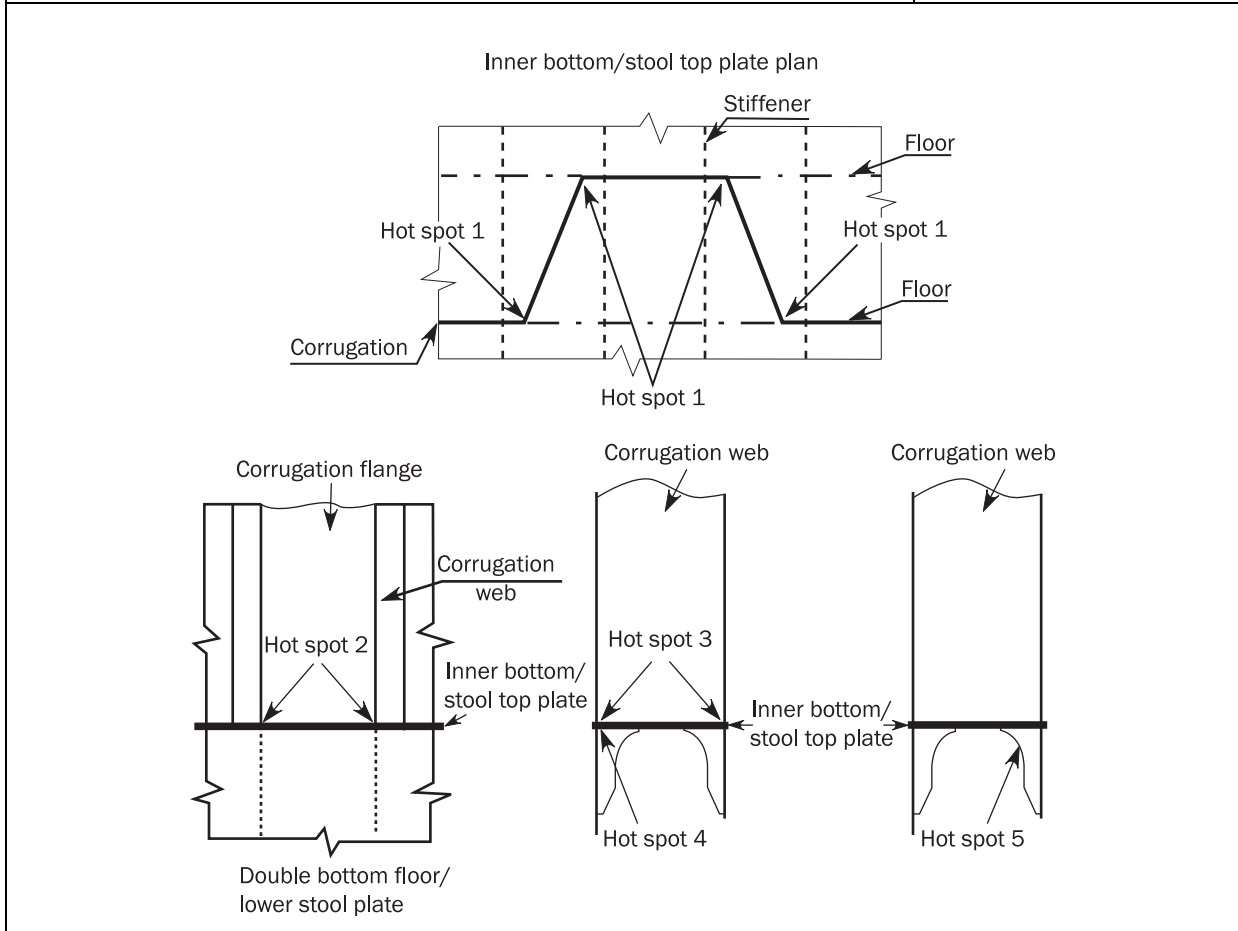 Inner bottom/stool top plate plan
Stiffener
Floor
Hot spot 1
Hot spot 1
Floor
Corrugation
Hot spot 1
Corrugation flange
Corrugation web
Corrugation web
Corrugation
web
Hot spot 2
Hot spot 3
Inner bottom/
stool top plate
Inner bottom/
stool top plate
Hot spot 4
Hot spot 5
Double bottom floor/
lower stool plate